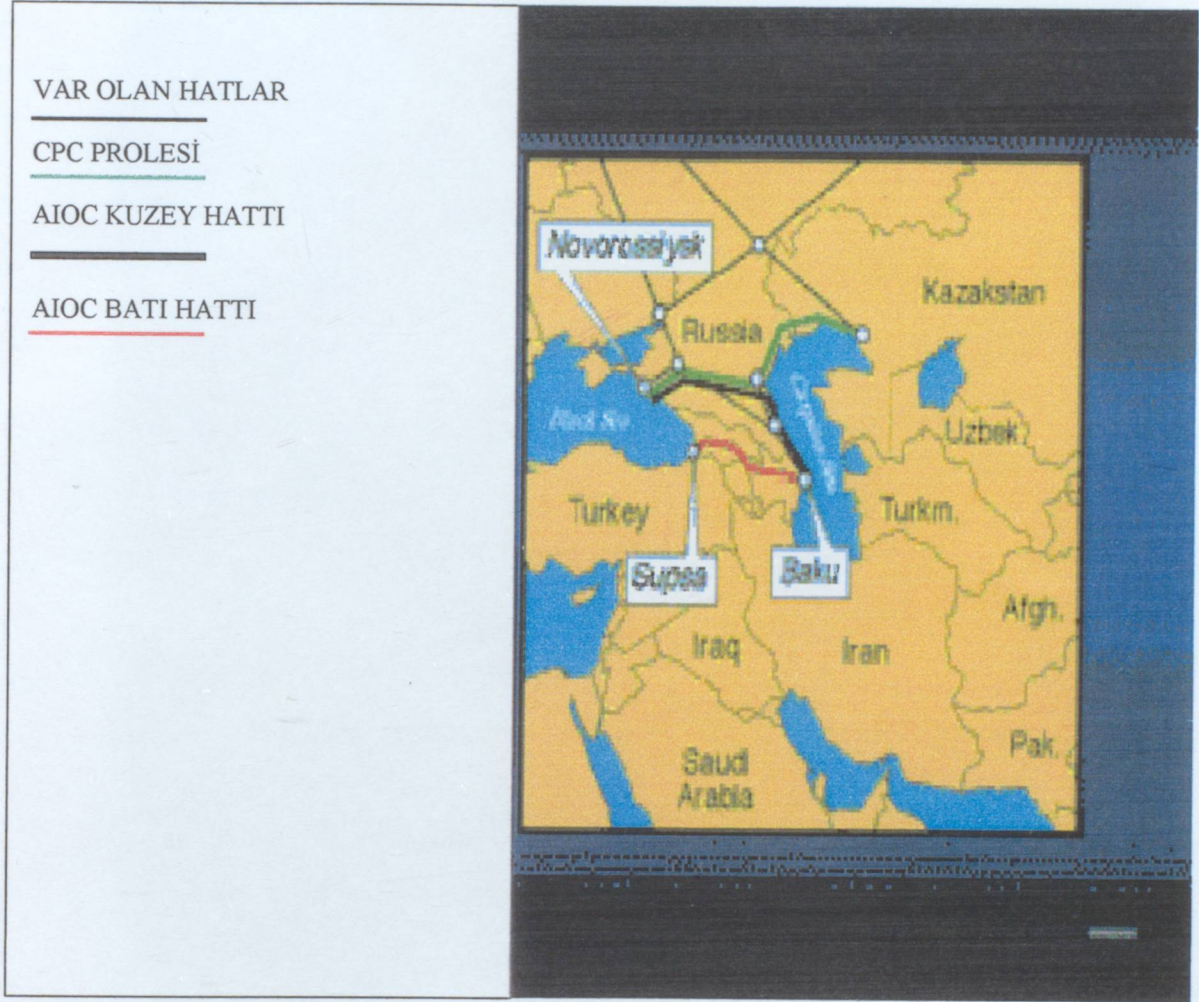 VAR OLAN HATLAR
CPC PROLESİ
AIOC KUZEY HATTI
AIOC BATI HATTI
Novorossiysk
Kazakstan
Russia
Black Sea
Uzbek.
Turkey
Turkm.
Supsa
Baku
Afgh.
Iraq
Iran
Pak.
Saudi
Arabia